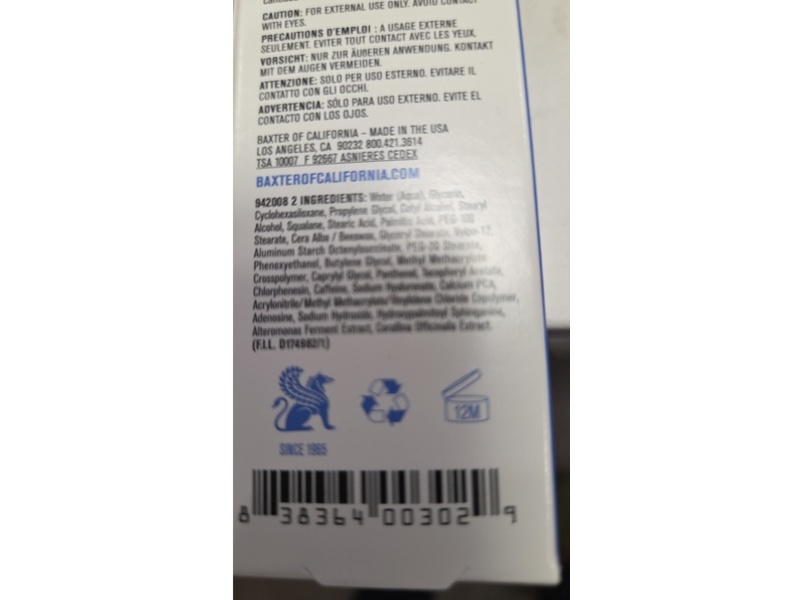 CAUTION: FOR EXTERNAL USE ONLY. AVOID CONTACT
WITH EYES.
PRECAUTIONS D'EMPLOI : A USAGE EXTERNE
SEULEMENT. EVITER TOUT CONTACT AVEC LES YEUX.
VORSICHT: NUR ZUR ÄUßEREN ANWENDUNG. KONTAKT
MIT DEM AUGEN VERMEIDEN.
ATTENZIONE: SOLO PER USO ESTERNO. EVITARE IL
CONTATTO CON GLI OCCHI.
ADVERTENCIA: SÓLO PARA USO EXTERNO. EVITE EL
CONTACTO CON LOS OJOS.
BAXTER OF CALIFORNIA – MADE IN THE USA
LOS ANGELES, CA 90232 800.421.3614
TSA 10007 F 92667 ASNIERES CEDEX
BAXTEROFCALIFORNIA.COM
942008 2 INGREDIENTS: Water (Aqua), Glycerin,
Cyclohexasiloxane, Propylene Glycol, Cetyl Alcohol, Stearyl
Alcohol, Squalane, Stearic Acid, Palmitic Acid, PEG-100
Stearate, Cera Alba / Beeswax, Glyceryl Stearate, Nylon-12,
Aluminum Starch Octenylsuccinate, PEG-20 Stearate,
Phenoxyethanol, Butylene Glycol, Methyl Methacrylate
Crosspolymer, Caprylyl Glycol, Panthenol, Tocopheryl Acetate,
Chlorphenesin, Caffeine, Sodium Hyaluronate, Calcium PCA,
Acrylonitrile/Methyl Methacrylate/Vinylidene Chloride Copolymer,
Adenosine, Sodium Hydroxide, Hydroxypalmitoyl Sphinganine,
Alteromonas Ferment Extract, Corallina Officinalis Extract.
(F.I.L. D174982/1)
12M
SINCE 1965
8 38364 00302 9